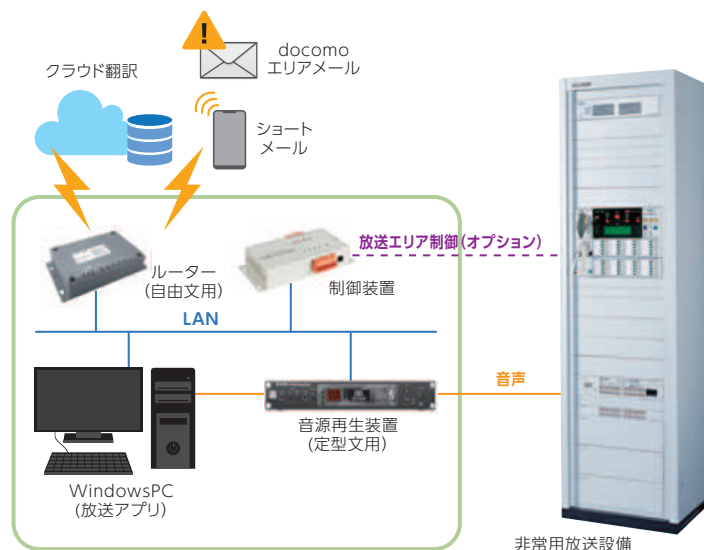 クラウド翻訳
docomo
エリアメール
ショート
メール
放送エリア制御(オプション)
ルーター
(自由文用)
制御装置
LAN
音声
音源再生装置
(定型文用)
WindowsPC
(放送アプリ)
非常用放送設備